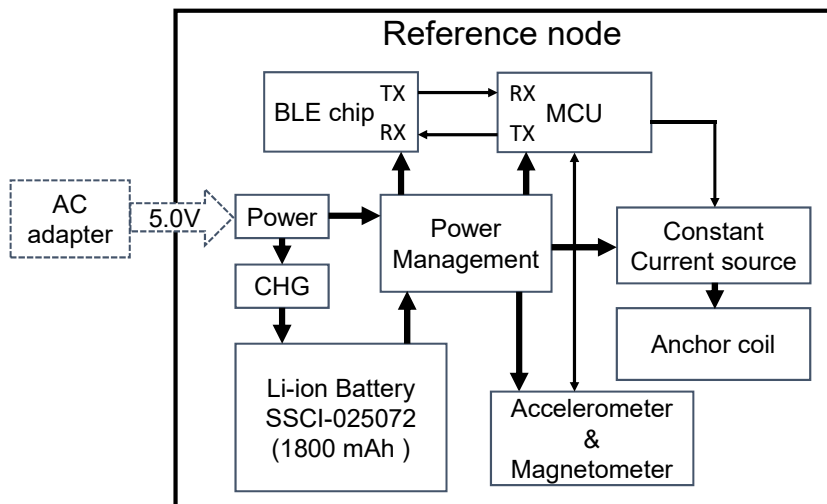 Reference node
TX
RX
BLE chip
MCU
RX
TX
AC
adapter
5.0V
Power
Power
Management
Constant
Current source
CHG
Anchor coil
Li-ion Battery
SSCI-025072
(1800 mAh )
Accelerometer
&
Magnetometer